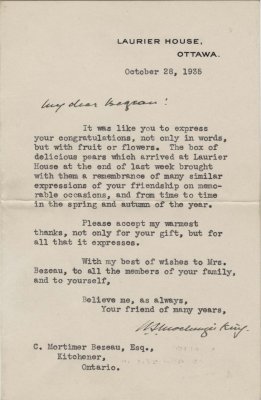 LAURIER HOUSE,
OTTAWA.
October 28, 1935
My dear Bezeau:
It was like you to express
your congratulations, not only in words,
but with fruit or flowers. The box of
delicious pears which arrived at Laurier
House at the end of last week brought
with them a remembrance of many similar
expressions of your friendship on memo-
rable occasions, and from time to time
in the spring and autumn of the year.
Please accept my warmest
thanks, not only for your gift, but for
all that it expresses.
With my best of wishes to Mrs.
Bezeau, to all the members of your family,
and to yourself,
Believe me, as always,
Your friend of many years,
W. L. Mackenzie King
C. Mortimer Bezeau, Esq.,
Kitchener,
Ontario.